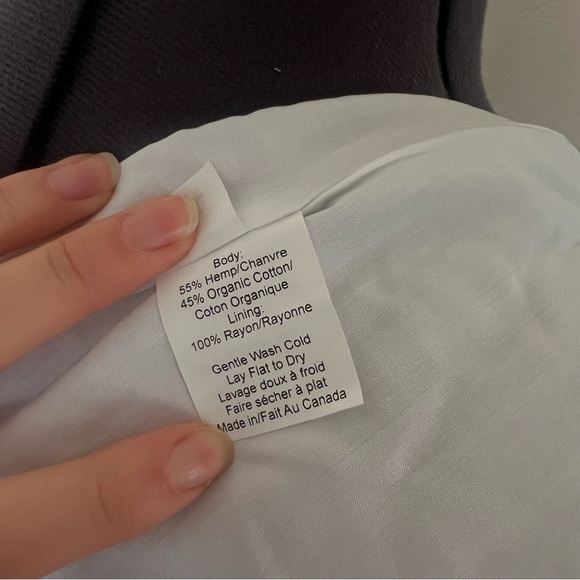 Body:
55% Hemp/Chanvre
45% Organic Cotton/
Coton Organique
Lining:
100% Rayon/Rayonne
Gentle Wash Cold
Lay Flat to Dry
Lavage doux à froid
Faire sécher à plat
Made in/Fait Au Canada